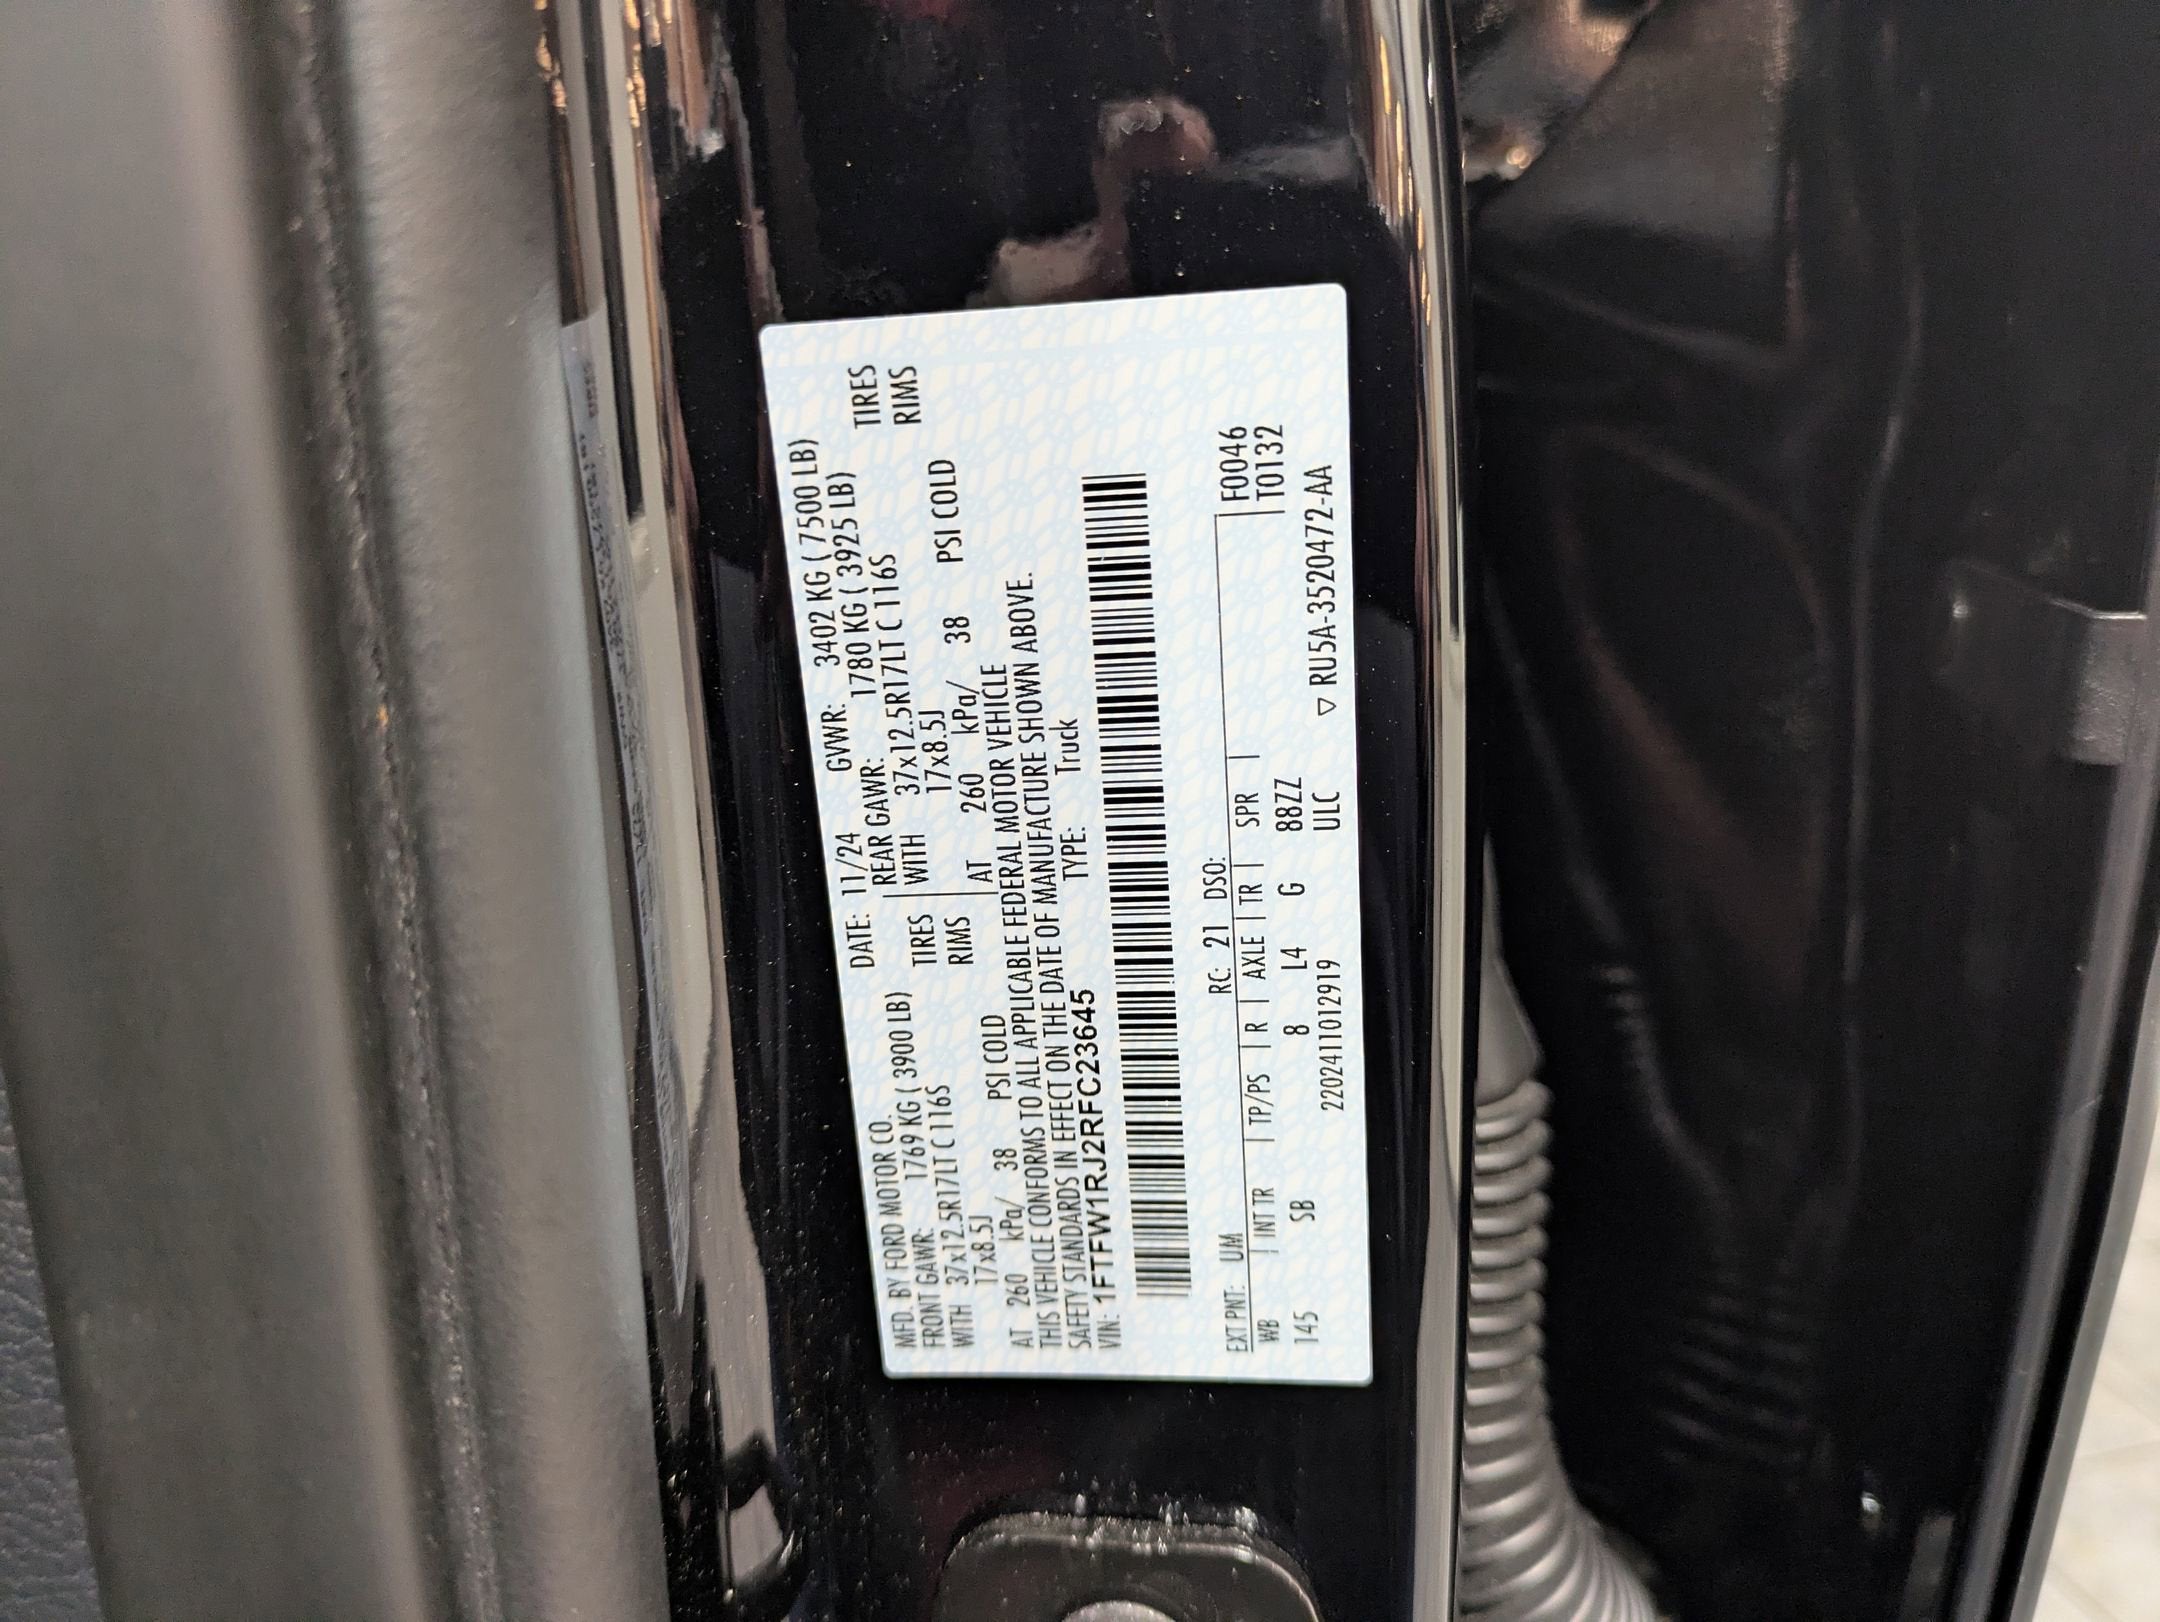 MFD. BY FORD MOTOR CO. DATE: 11/24 GVWR: 3402 KG ( 7500 LB)
FRONT GAWR: 1769 KG ( 3900 LB) REAR GAWR: 1780 KG ( 3925 LB)
WITH 37x12.5R17LT C 116S TIRES WITH 37x12.5R17LT C 116S TIRES
17x8.5J RIMS 17x8.5J RIMS
AT 260 kPa/ 38 PSI COLD AT 260 kPa/ 38 PSI COLD
THIS VEHICLE CONFORMS TO ALL APPLICABLE FEDERAL MOTOR VEHICLE
SAFETY STANDARDS IN EFFECT ON THE DATE OF MANUFACTURE SHOWN ABOVE.
VIN: 1FTFW1RJ2RFC23645 TYPE: Truck
EXT PNT: UM RC: 21 DSO: F0046
WB | INT TR | TP/PS | R | AXLE | TR | SPR | T0132
145 SB 8 L4 G 88ZZ
2202411012919 ULC ▽ RU5A-3520472-AA